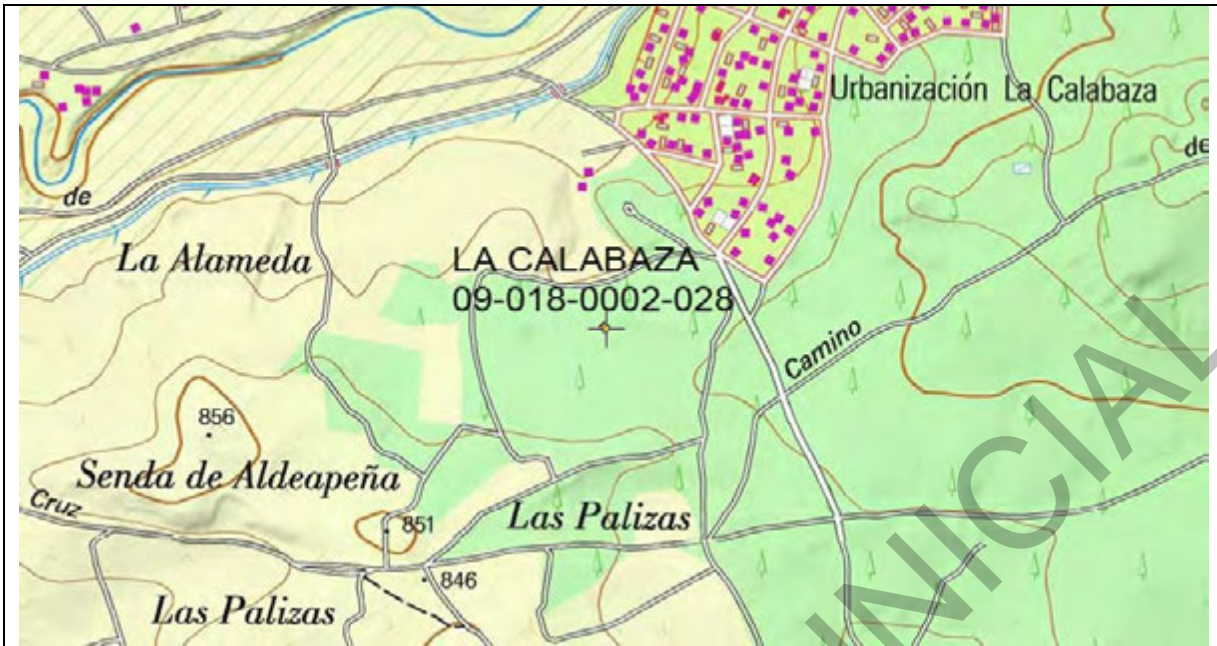 Urbanización La Calabaza
de
de
La Alameda
LA CALABAZA
09-018-0002-028
Camino
856
Senda de Aldeapeña
Cruz
851
Las Palizas
846
Las Palizas
INICIAL